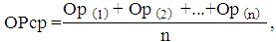 ОРср = Ор (1) + Ор (2) +...+Ор (n) ,
n